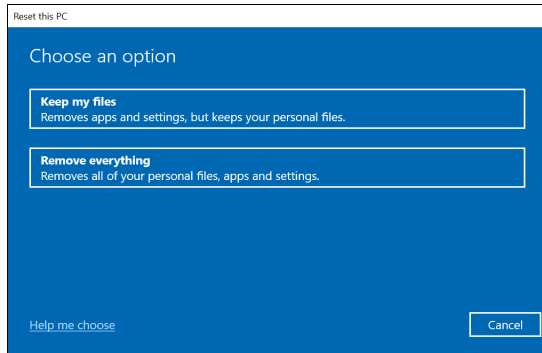 Reset this PC
Choose an option
Keep my files
Removes apps and settings, but keeps your personal files.
Remove everything
Removes all of your personal files, apps and settings.
Help me choose
Cancel